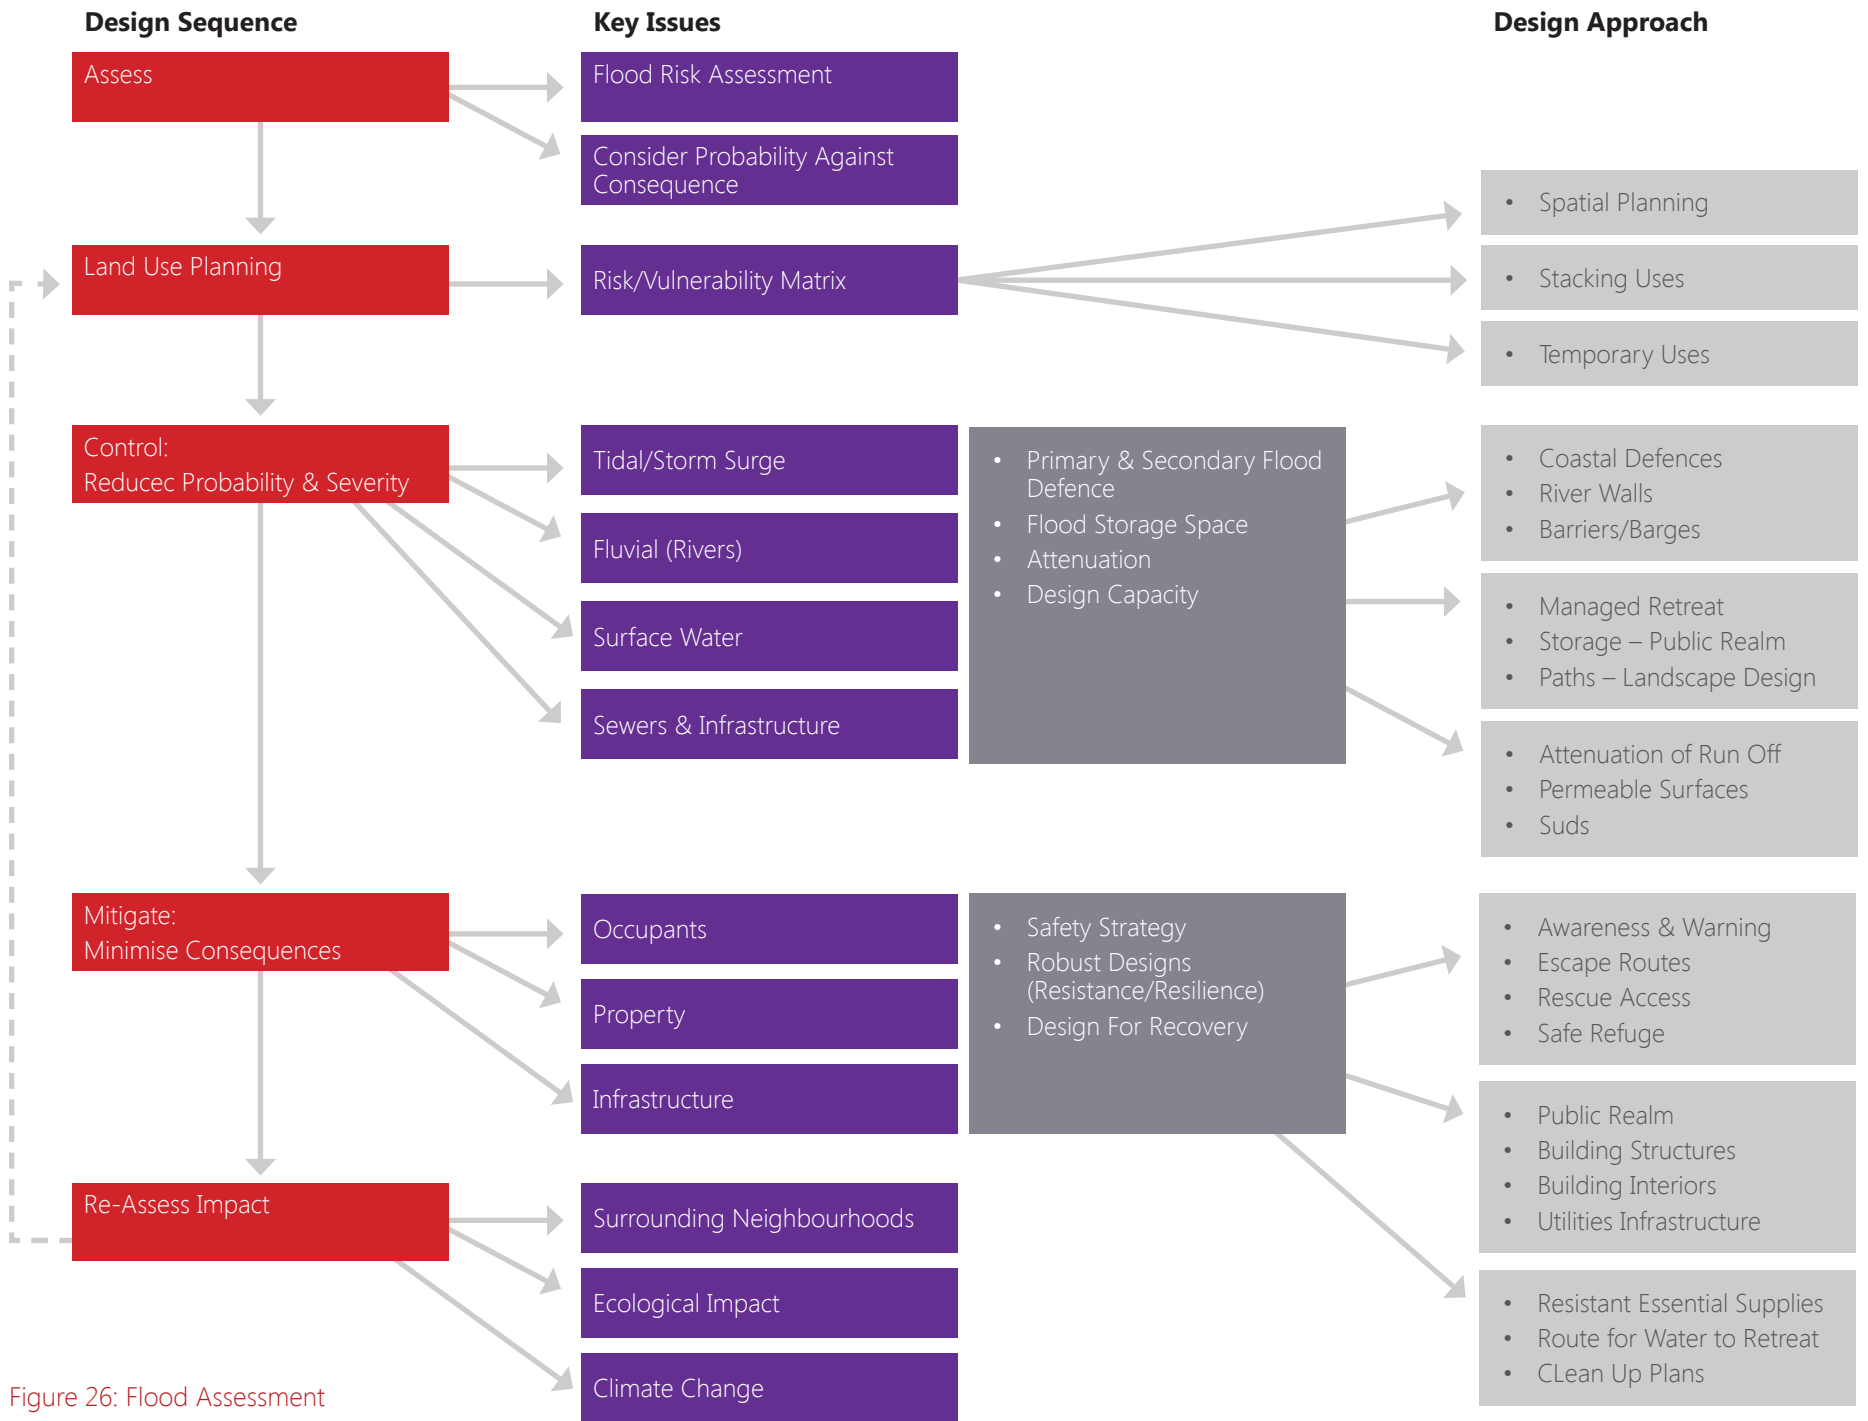 Design Sequence
Key Issues
Design Approach
Assess
Flood Risk Assessment
Consider Probability Against
Consequence
Land Use Planning
Risk/Vulnerability Matrix
• Spatial Planning
• Stacking Uses
• Temporary Uses
Control:
Reducec Probability & Severity
Tidal/Storm Surge
Fluvial (Rivers)
Surface Water
Sewers & Infrastructure
• Primary & Secondary Flood
Defence
• Flood Storage Space
• Attenuation
• Design Capacity
• Coastal Defences
• River Walls
• Barriers/Barges
• Managed Retreat
• Storage – Public Realm
• Paths – Landscape Design
• Attenuation of Run Off
• Permeable Surfaces
• Suds
Mitigate:
Minimise Consequences
Occupants
Property
Infrastructure
• Safety Strategy
• Robust Designs
(Resistance/Resilience)
• Design For Recovery
• Awareness & Warning
• Escape Routes
• Rescue Access
• Safe Refuge
• Public Realm
• Building Structures
• Building Interiors
• Utilities Infrastructure
• Resistant Essential Supplies
• Route for Water to Retreat
• CLean Up Plans
Re-Assess Impact
Surrounding Neighbourhoods
Ecological Impact
Climate Change
Figure 26: Flood Assessment